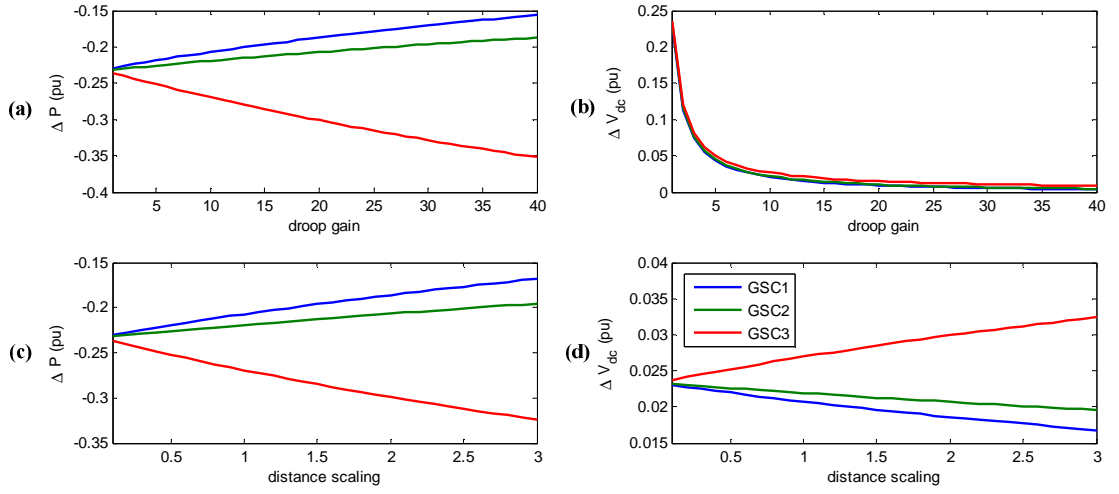 (a)
Δ P (pu)
-0.15
-0.2
-0.25
-0.3
-0.35
-0.4
5 10 15 20 25 30 35 40
droop gain
(b)
Δ Vdc (pu)
0.25
0.2
0.15
0.1
0.05
0
5 10 15 20 25 30 35 40
droop gain
(c)
Δ P (pu)
-0.15
-0.2
-0.25
-0.3
-0.35
0.5 1 1.5 2 2.5 3
distance scaling
(d)
Δ Vdc (pu)
0.04
0.035
0.03
0.025
0.02
0.015
GSC1
GSC2
GSC3
0.5 1 1.5 2 2.5 3
distance scaling